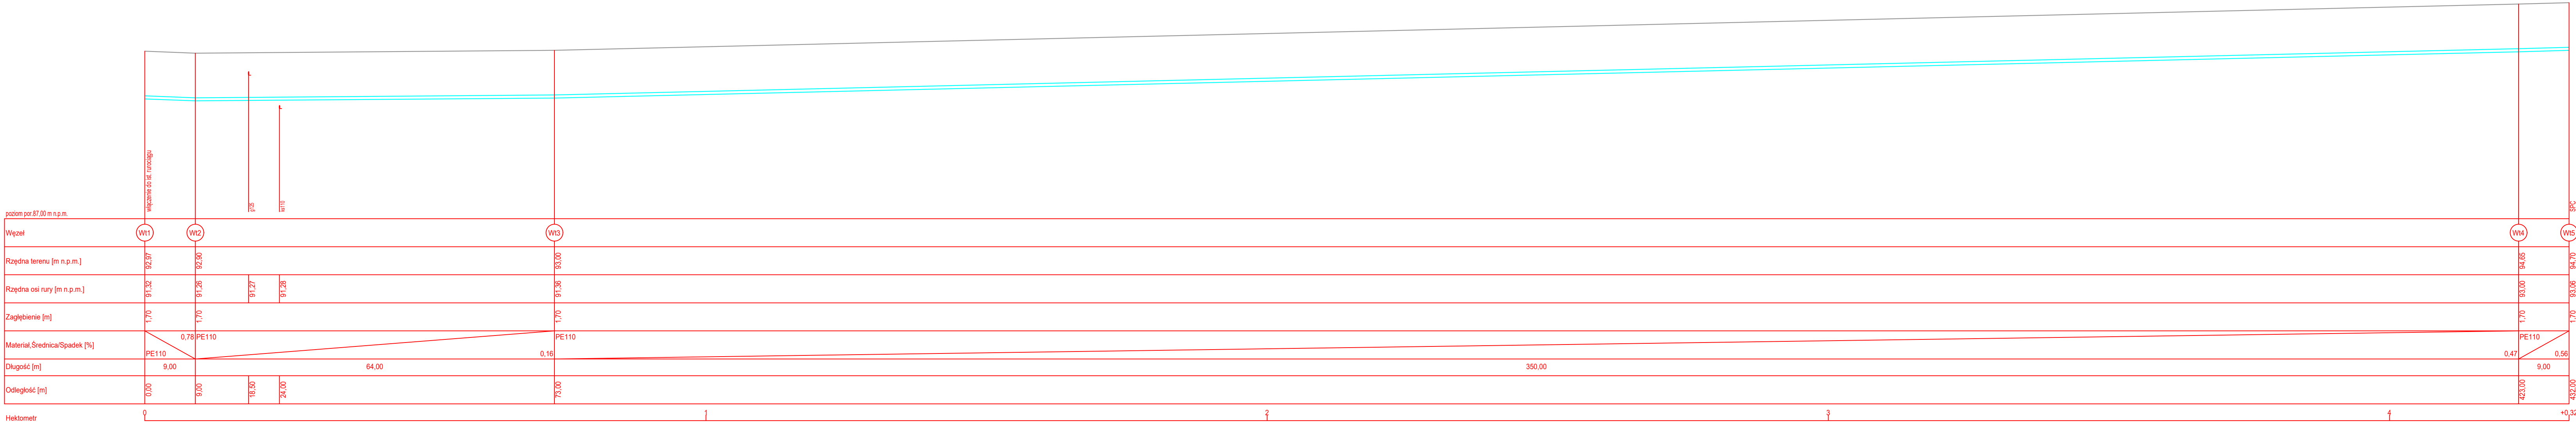 włączenie do ist. rurociągu
SPC
poziom por.87,00 m n.p.m.
Węzeł Wt1 Wt2 Wt3 Wt4 Wt5
Rzędna terenu [m n.p.m.] 92,97 92,90 93,00 94,65 94,70
Rzędna osi rury [m n.p.m.] 91,32 91,26 91,27 91,28 91,36 93,00 93,06
Zagłębienie [m] 1,70 1,70 1,70 1,70 1,70
Materiał,Średnica/Spadek [%] PE110 0,78 PE110 0,16 PE110 0,47 PE110 0,56
Długość [m] 9,00 64,00 350,00 9,00
Odległość [m] 0,00 9,00 18,50 24,00 73,00 423,00 432,00
Hektometr 0 1 2 3 4 +0,32